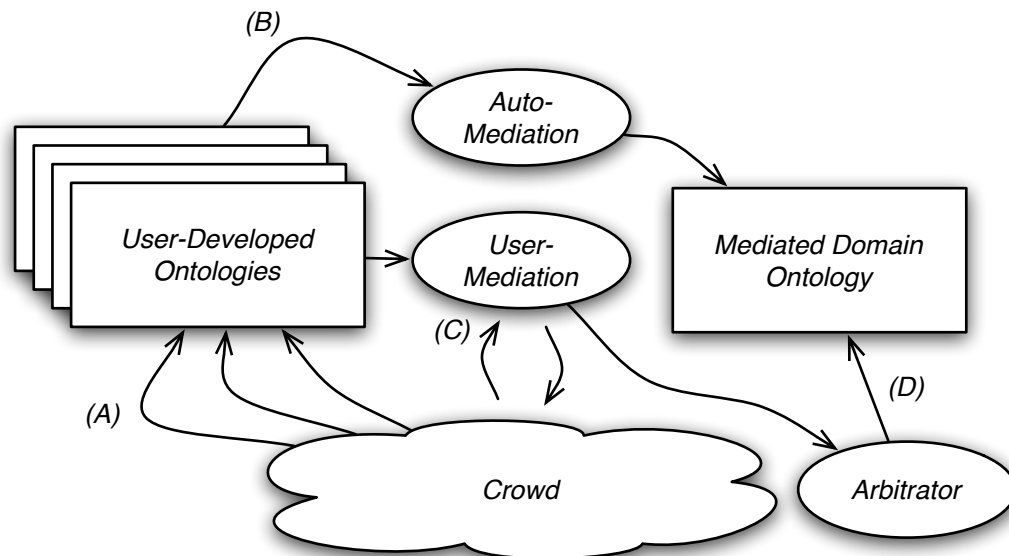 (B)
Auto-
Mediation
User-Developed
Ontologies
User-
Mediation
Mediated Domain
Ontology
(C)
(A)
(D)
Crowd
Arbitrator